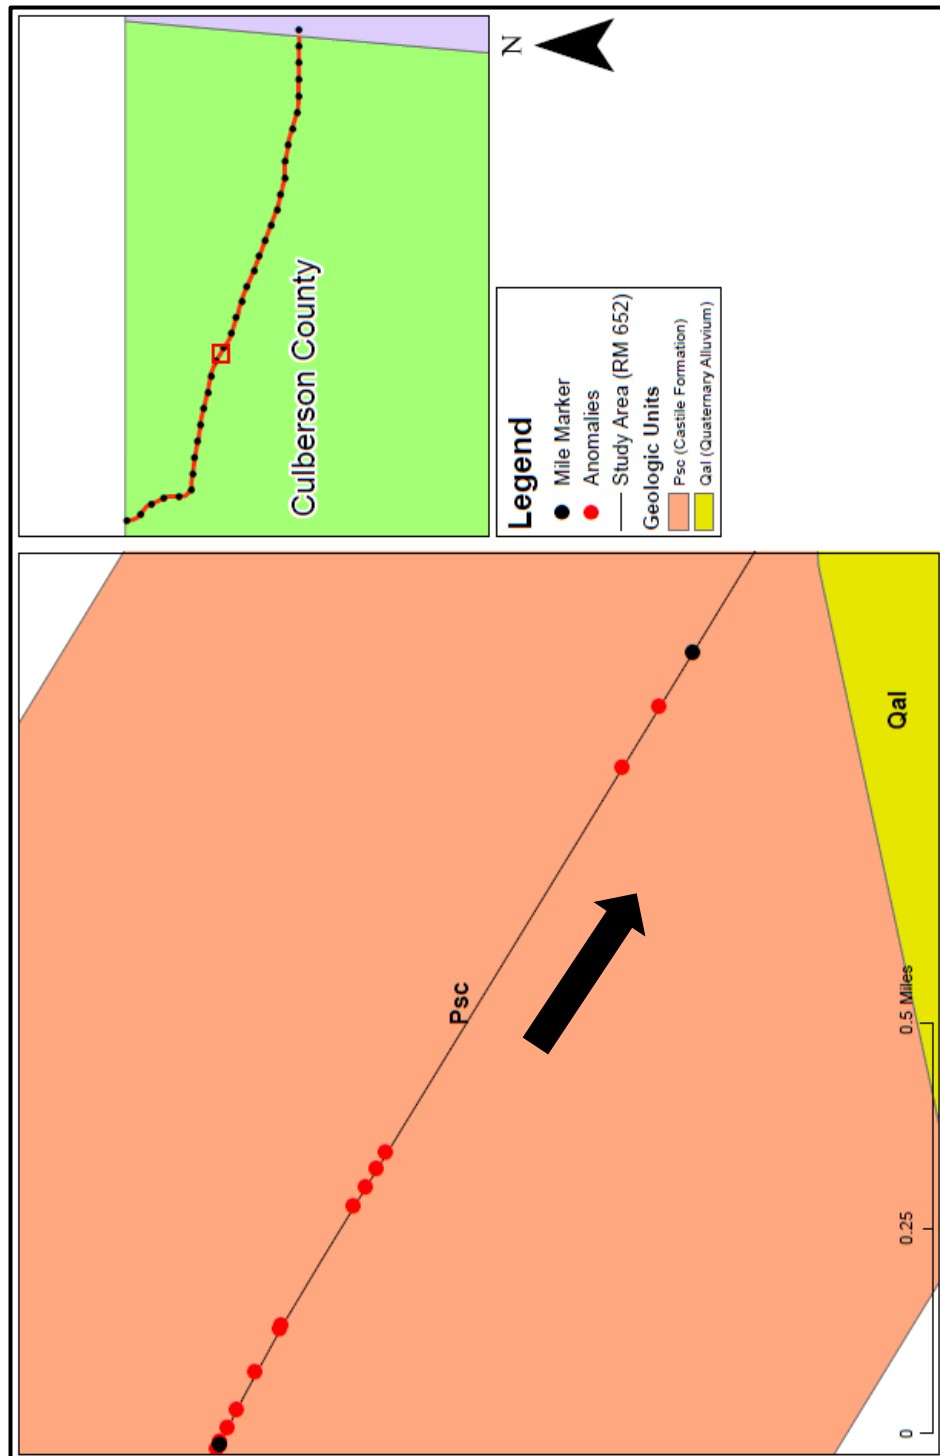 Culberson County
N
Legend
Mile Marker
Anomalies
Study Area (RM 652)
Geologic Units
Psc (Castile Formation)
Qal (Quaternary Alluvium)
Psc
Qal
0 0.25 0.5 Miles